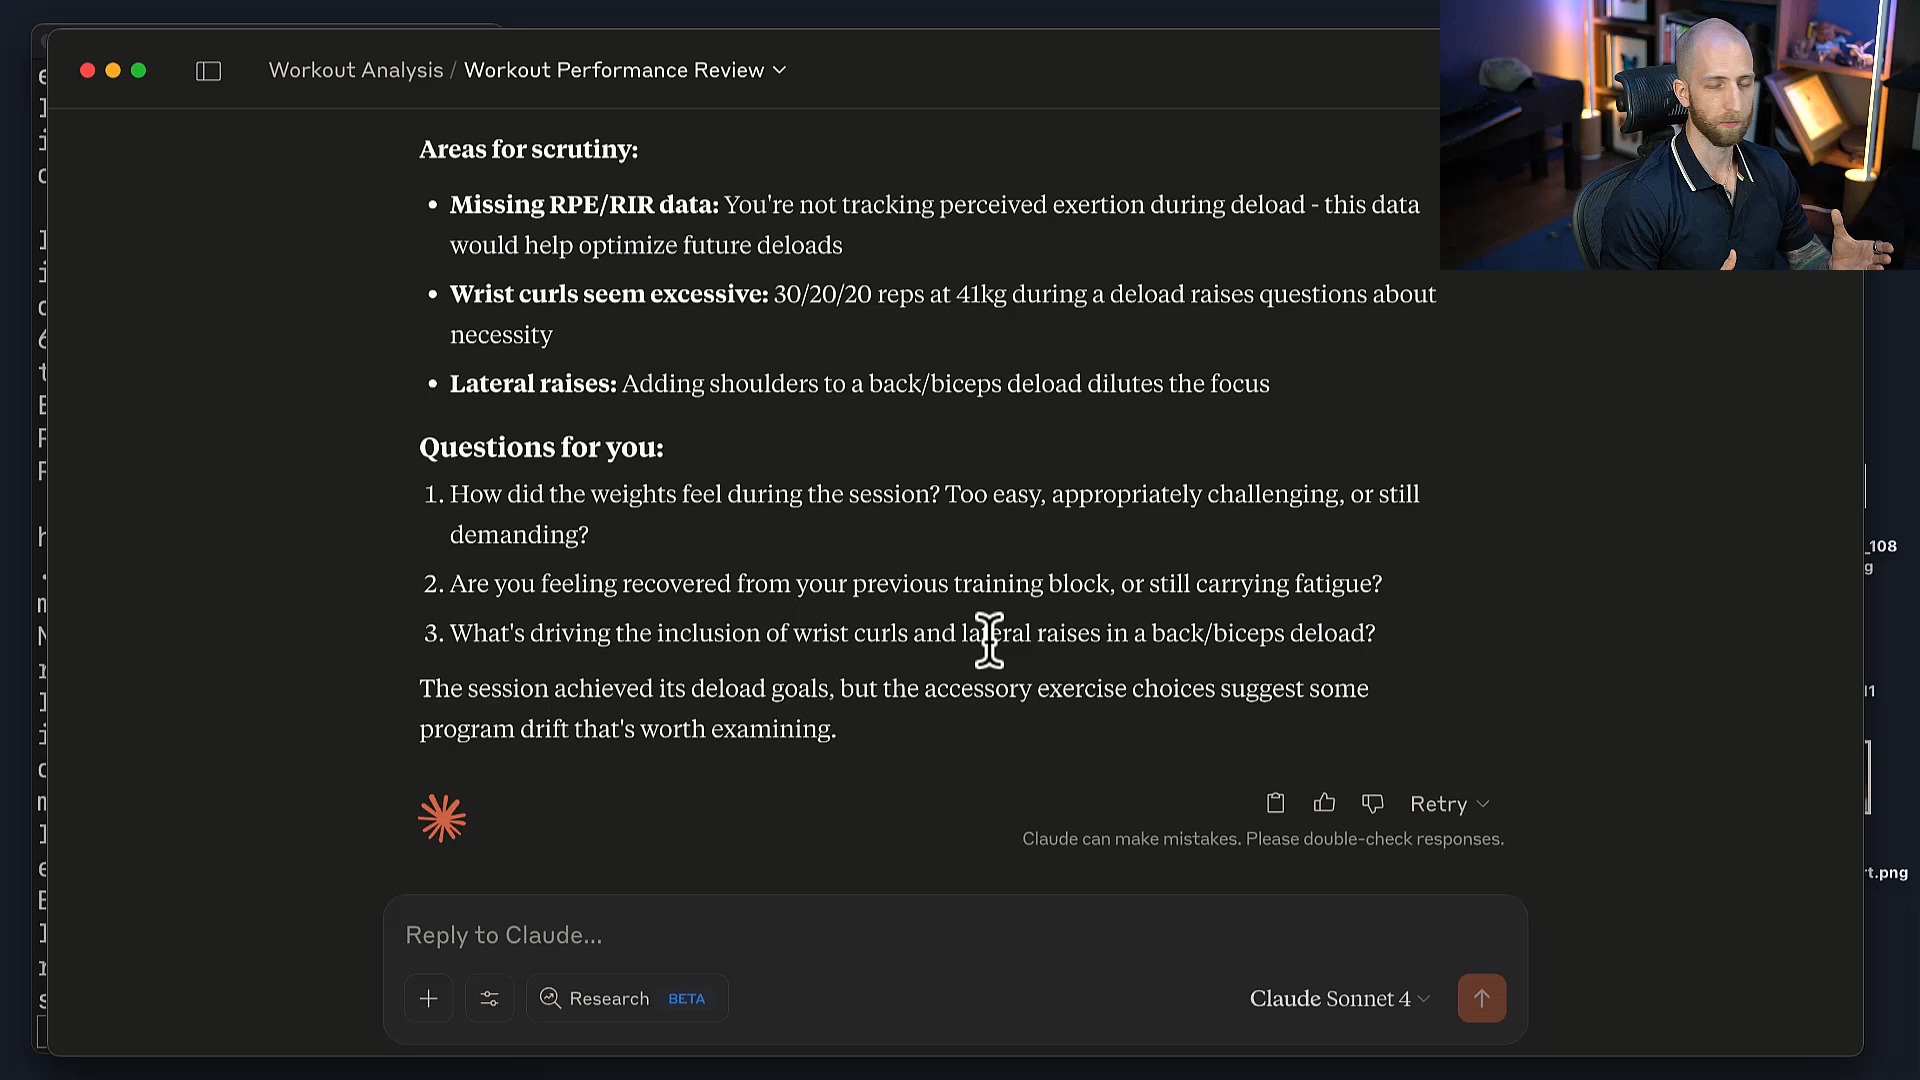 Workout Analysis / Workout Performance Review
Areas for scrutiny:
• Missing RPE/RIR data: You're not tracking perceived exertion during deload - this data
would help optimize future deloads
• Wrist curls seem excessive: 30/20/20 reps at 41kg during a deload raises questions about
necessity
• Lateral raises: Adding shoulders to a back/biceps deload dilutes the focus
Questions for you:
1. How did the weights feel during the session? Too easy, appropriately challenging, or still
demanding?
2. Are you feeling recovered from your previous training block, or still carrying fatigue?
3. What's driving the inclusion of wrist curls and lateral raises in a back/biceps deload?
The session achieved its deload goals, but the accessory exercise choices suggest some
program drift that's worth examining.
Retry
Claude can make mistakes. Please double-check responses.
Reply to Claude...
Research BETA
Claude Sonnet 4
_108
g
t.png